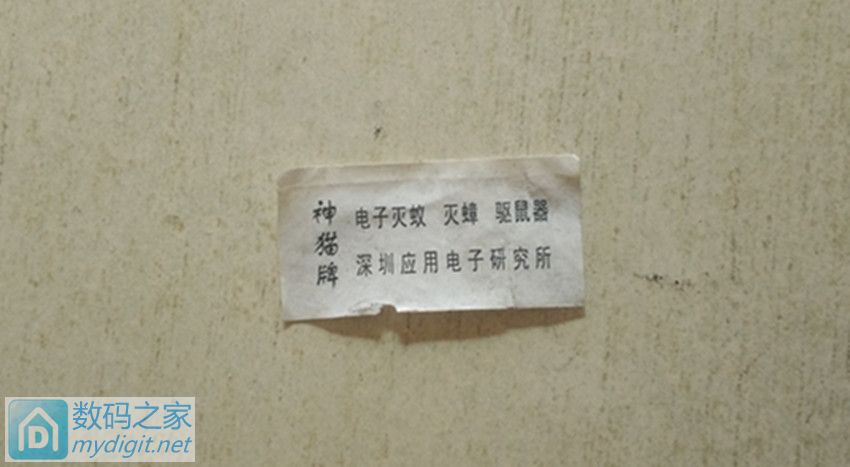 神猫牌
电子灭蚁 灭蟑 驱鼠器
深圳应用电子研究所
数码之家
mydigit.net